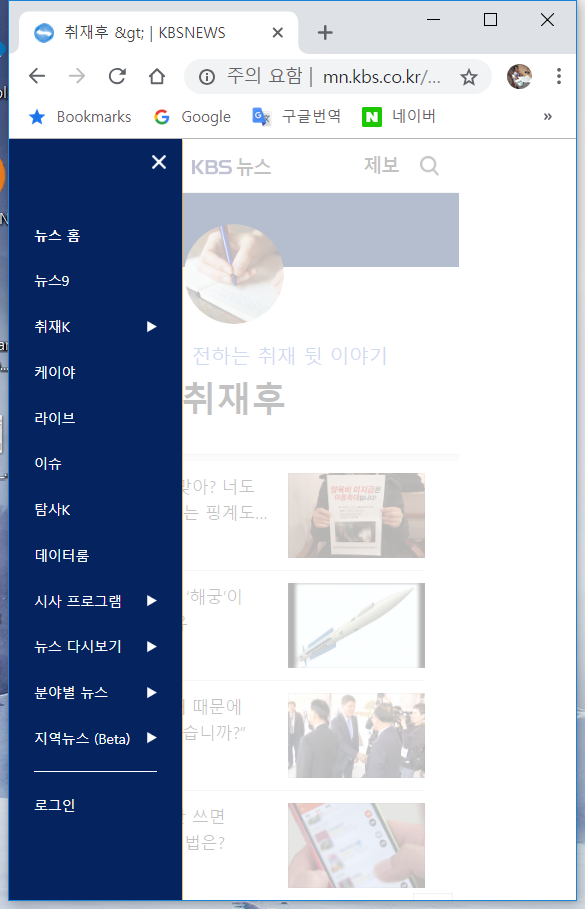 취재후 &gt; | KBSNEWS
주의 요함 | mn.kbs.co.kr/...
Bookmarks Google 구글번역 네이버 »
KBS 뉴스 제보
뉴스 홈
뉴스9
취재K
케이야
라이브
이슈
탐사K
데이터룸
시사 프로그램
뉴스 다시보기
분야별 뉴스
지역뉴스 (Beta)
로그인
전하는 취재 뒷 이야기
취재후
맞아? 너도
는 핑계도...
'해궁'이
때문에
습니까?"
쓰면
법은?